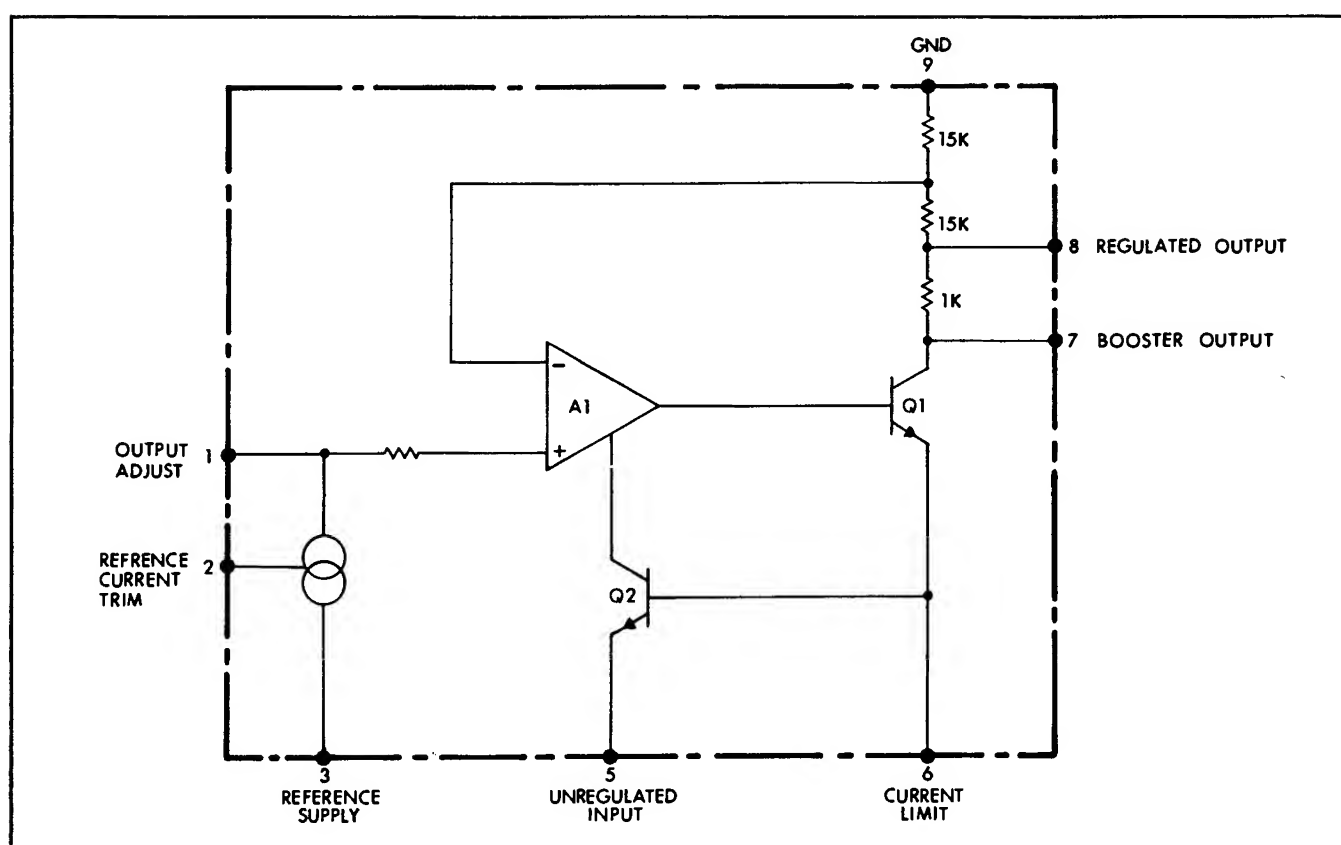 GND
9
15K
15K
8 REGULATED OUTPUT
1K
7 BOOSTER OUTPUT
−
A1
+
Q1
OUTPUT
ADJUST 1
REFRENCE
CURRENT
TRIM
2
Q2
3
REFERENCE
SUPPLY
5
UNREGULATED
INPUT
6
CURRENT
LIMIT